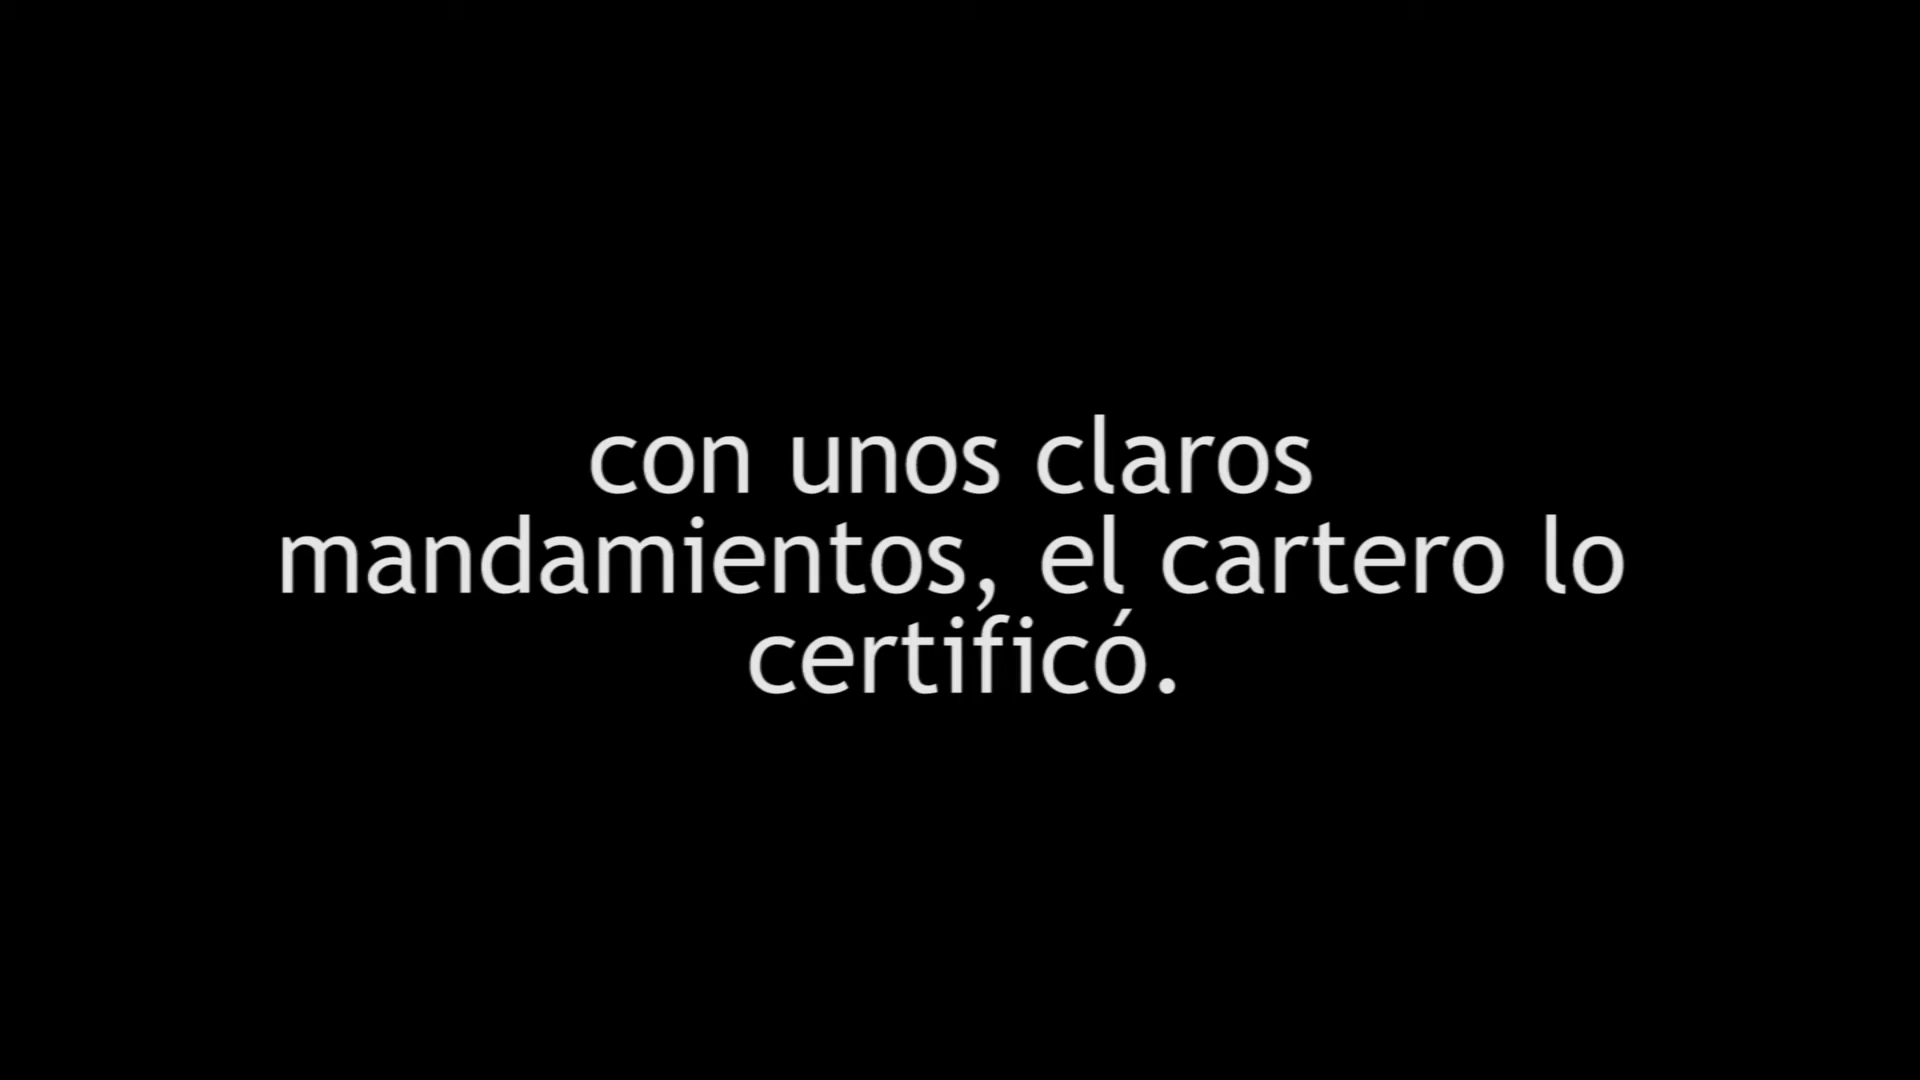 con unos claros
mandamientos, el cartero lo
certificó.